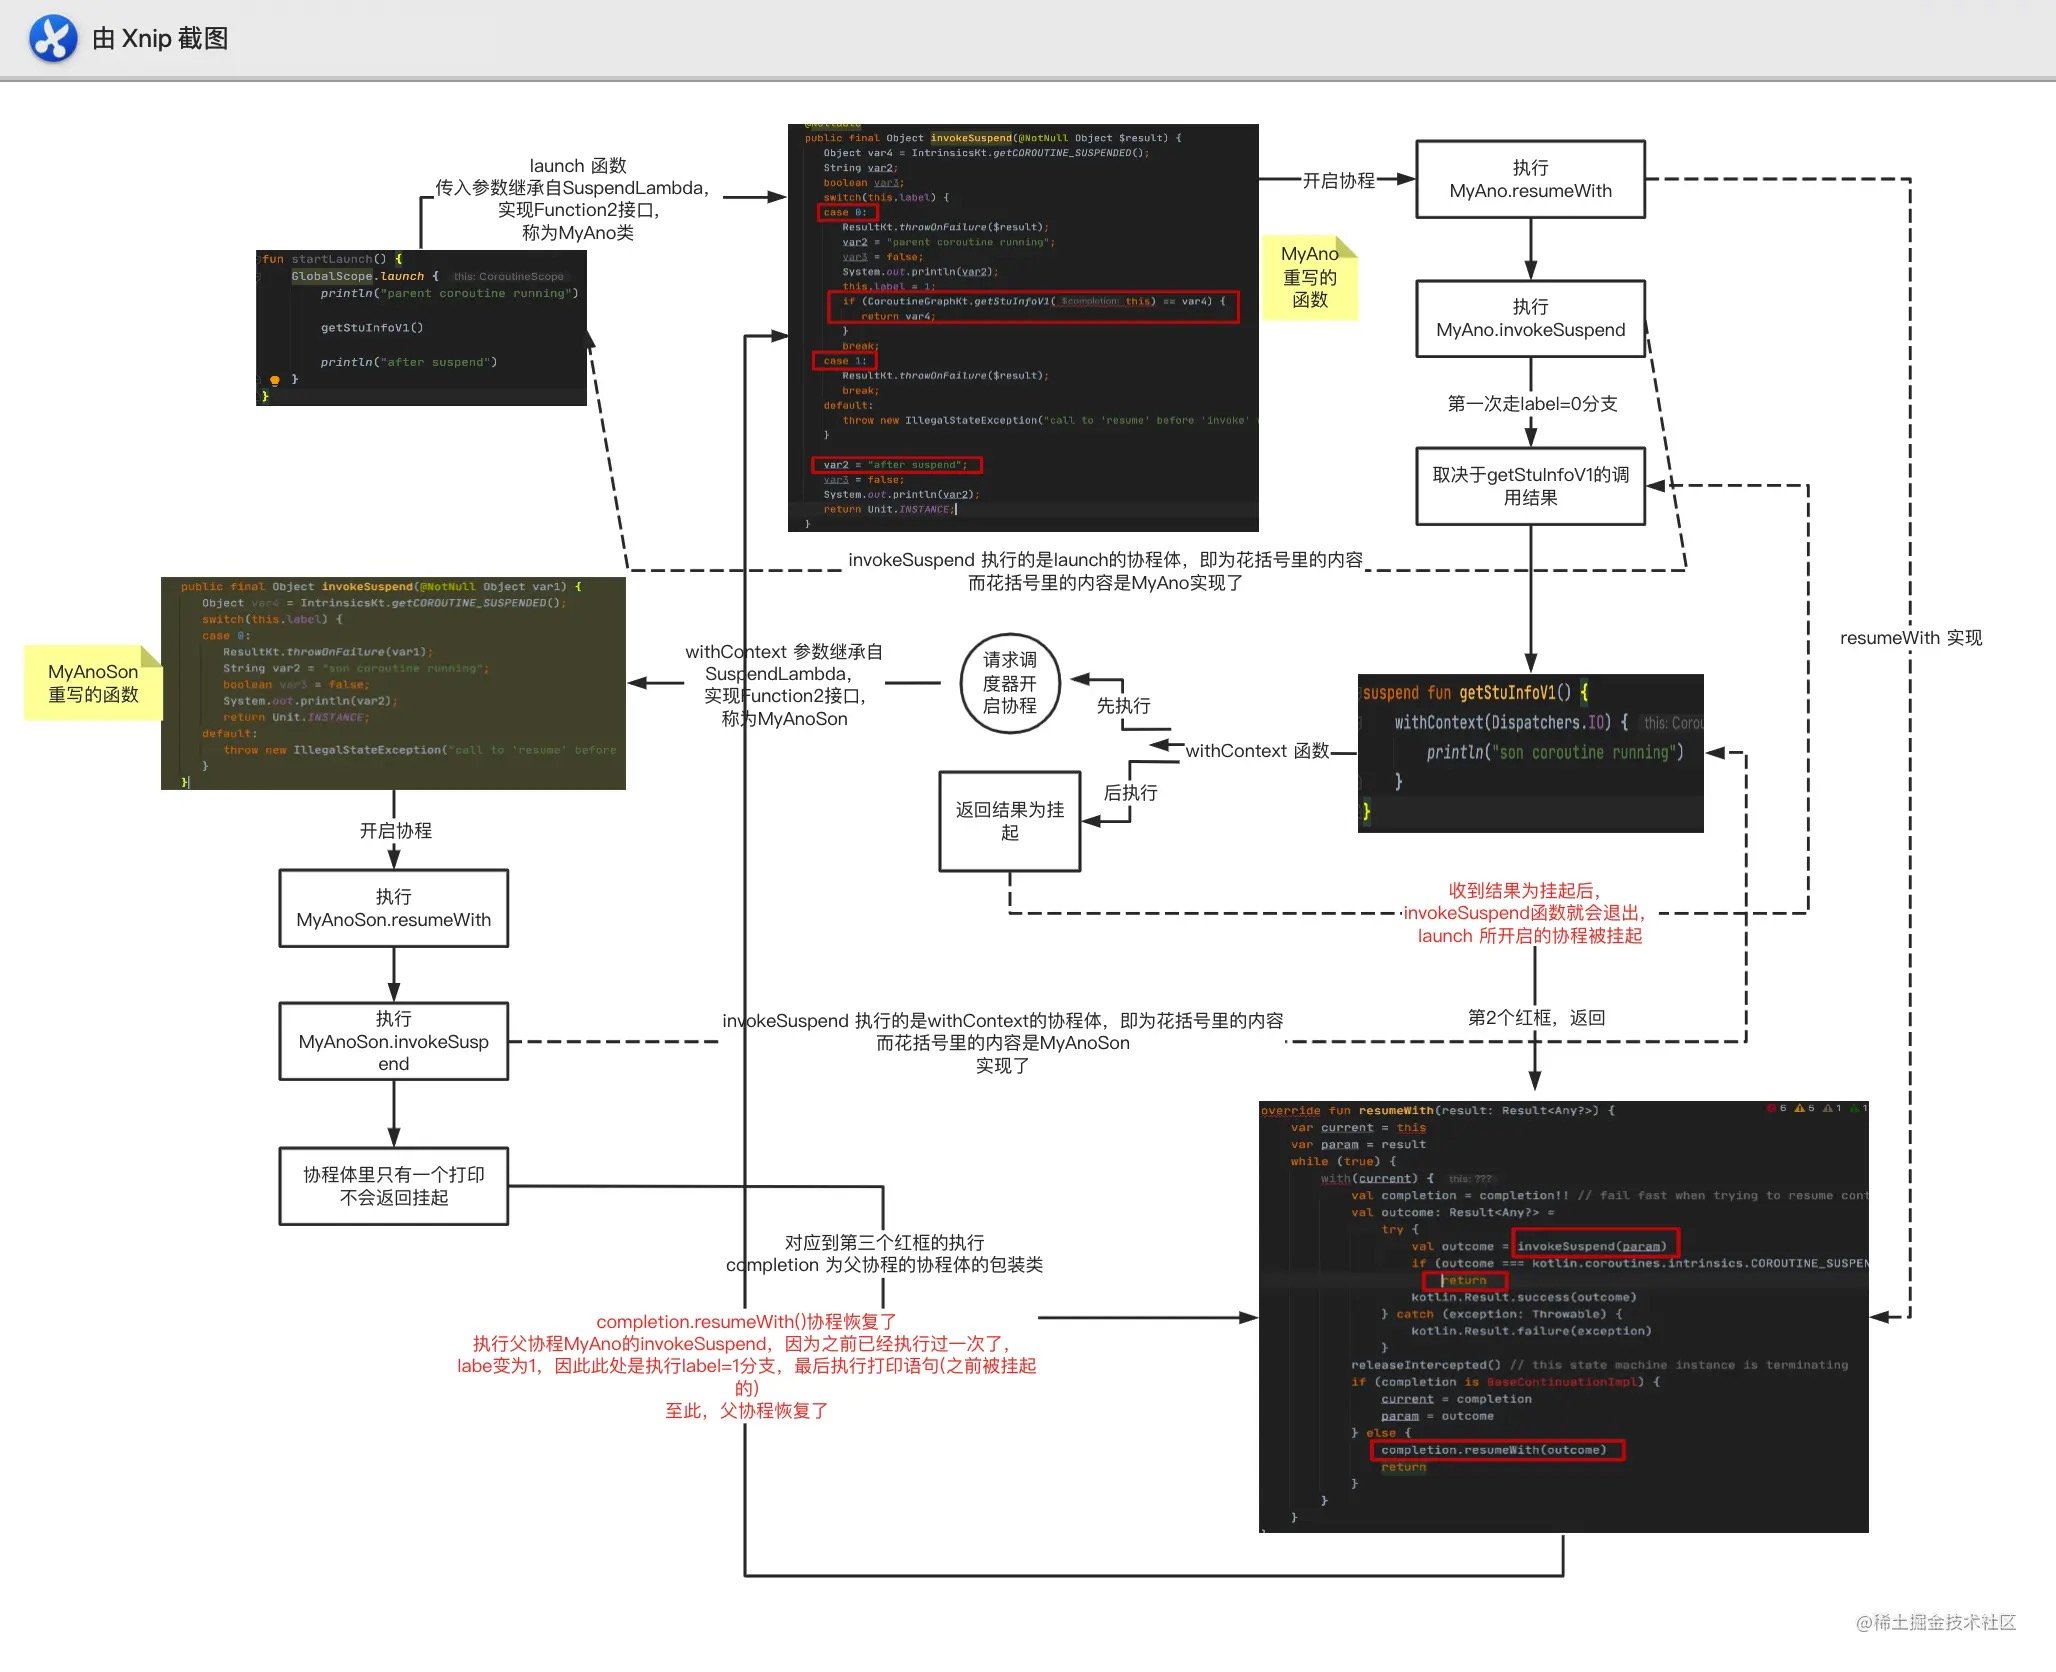 由 Xnip 截图
launch 函数
传入参数继承自SuspendLambda,
实现Function2接口,
称为MyAno类
fun startLaunch() {
GlobalScope.launch { this: CoroutineScope
println("parent coroutine running")
getStuInfoV1()
println("after suspend")
}
}
@Nullable
public final Object invokeSuspend(@NotNull Object $result) {
Object var4 = IntrinsicsKt.getCOROUTINE_SUSPENDED();
String var2;
boolean var3;
switch(this.label) {
case 0:
ResultKt.throwOnFailure($result);
var2 = "parent coroutine running";
var3 = false;
System.out.println(var2);
this.label = 1;
if (CoroutineGraphKt.getStuInfoV1( $completion: this) == var4) {
return var4;
}
break;
case 1:
ResultKt.throwOnFailure($result);
break;
default:
throw new IllegalStateException("call to 'resume' before 'invoke'
}
var2 = "after suspend";
var3 = false;
System.out.println(var2);
return Unit.INSTANCE;
}
MyAno
重写的
函数
开启协程
执行
MyAno.resumeWith
执行
MyAno.invokeSuspend
第一次走label=0分支
取决于getStuInfoV1的调
用结果
invokeSuspend 执行的是launch的协程体，即为花括号里的内容
而花括号里的内容是MyAno实现了
resumeWith 实现
public final Object invokeSuspend(@NotNull Object var1) {
Object var4 = IntrinsicsKt.getCOROUTINE_SUSPENDED();
switch(this.label) {
case 0:
ResultKt.throwOnFailure(var1);
String var2 = "son coroutine running";
boolean var3 = false;
System.out.println(var2);
return Unit.INSTANCE;
default:
throw new IllegalStateException("call to 'resume' before
}
}
MyAnoSon
重写的函数
withContext 参数继承自
SuspendLambda,
实现Function2接口,
称为MyAnoSon
请求调
度器开
启协程
先执行
withContext 函数
后执行
返回结果为挂
起
suspend fun getStuInfoV1() {
withContext(Dispatchers.IO) { this: Corou
println("son coroutine running")
}
}
收到结果为挂起后，
invokeSuspend函数就会退出，
launch 所开启的协程被挂起
第2个红框，返回
开启协程
执行
MyAnoSon.resumeWith
执行
MyAnoSon.invokeSusp
end
invokeSuspend 执行的是withContext的协程体，即为花括号里的内容
而花括号里的内容是MyAnoSon
实现了
协程体里只有一个打印
不会返回挂起
对应到第三个红框的执行
completion 为父协程的协程体的包装类
completion.resumeWith()协程恢复了
执行父协程MyAno的invokeSuspend，因为之前已经执行过一次了，
labe变为1，因此此处是执行label=1分支，最后执行打印语句(之前被挂起
的)
至此，父协程恢复了
override fun resumeWith(result: Result<Any?>) { 6 5 1 1
var current = this
var param = result
while (true) {
with(current) { this: ???
val completion = completion!! // fail fast when trying to resume cont
val outcome: Result<Any?> =
try {
val outcome = invokeSuspend(param)
if (outcome === kotlin.coroutines.intrinsics.COROUTINE_SUSPEN
return
kotlin.Result.success(outcome)
} catch (exception: Throwable) {
kotlin.Result.failure(exception)
}
releaseIntercepted() // this state machine instance is terminating
if (completion is BaseContinuationImpl) {
current = completion
param = outcome
} else {
completion.resumeWith(outcome)
return
}
}
}
@稀土掘金技术社区